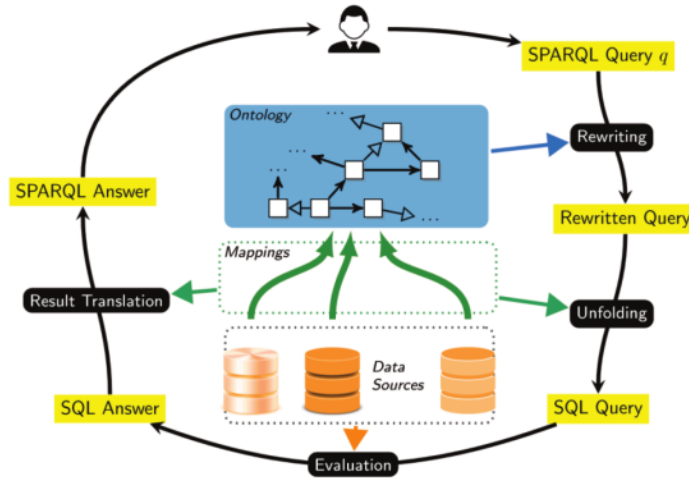 SPARQL Query q
Ontology
...
...
Rewriting
...
SPARQL Answer
...
Rewritten Query
Mappings
Result Translation
Unfolding
Data
Sources
SQL Answer
SQL Query
Evaluation